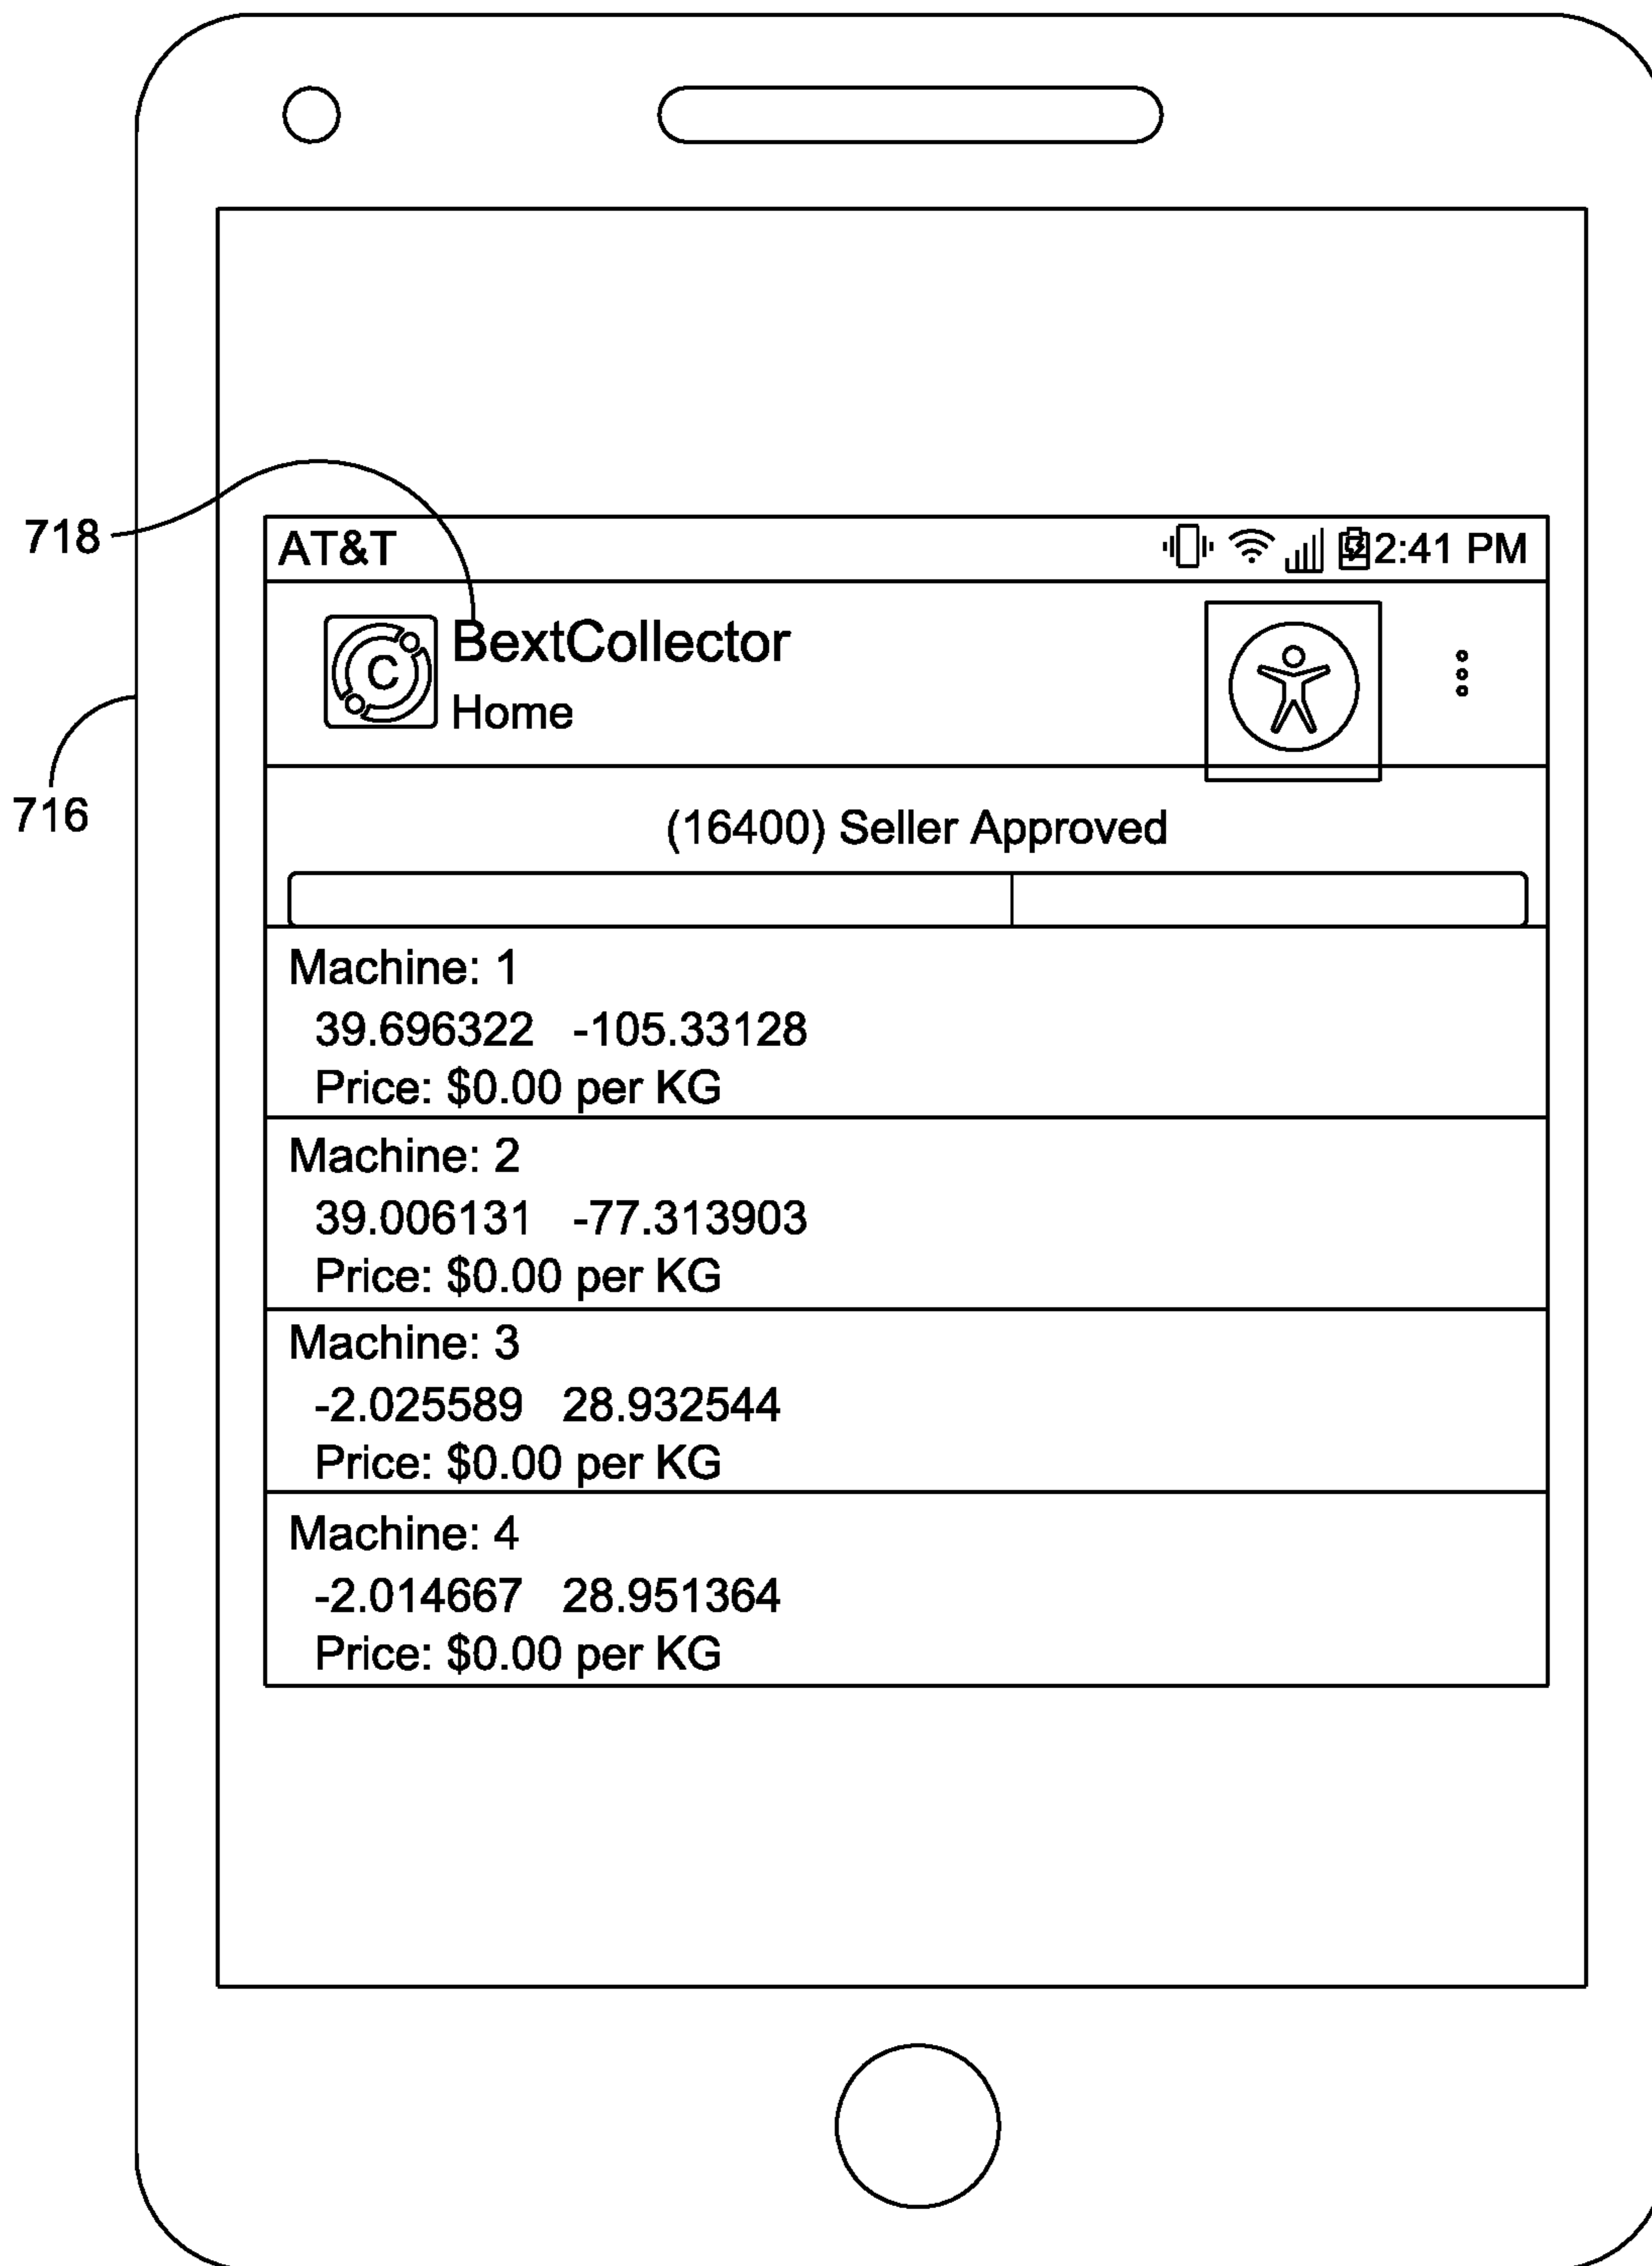 718
716
AT&T 2:41 PM
C
BextCollector
Home
(16400) Seller Approved
Machine: 1
39.696322 -105.33128
Price: $0.00 per KG
Machine: 2
39.006131 -77.313903
Price: $0.00 per KG
Machine: 3
-2.025589 28.932544
Price: $0.00 per KG
Machine: 4
-2.014667 28.951364
Price: $0.00 per KG